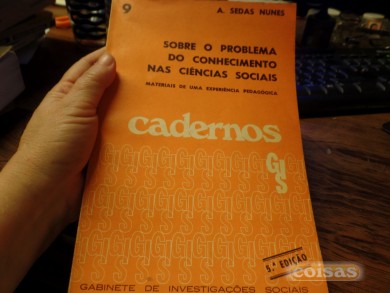 9
A. SEDAS NUNES
SOBRE O PROBLEMA
DO CONHECIMENTO
NAS CIÊNCIAS SOCIAIS
MATERIAIS DE UMA EXPERIÊNCIA PEDAGÓGICA
cadernos
GIS
5.ª EDIÇÃO
coisas
GABINETE DE INVESTIGAÇÕES SOCIAIS